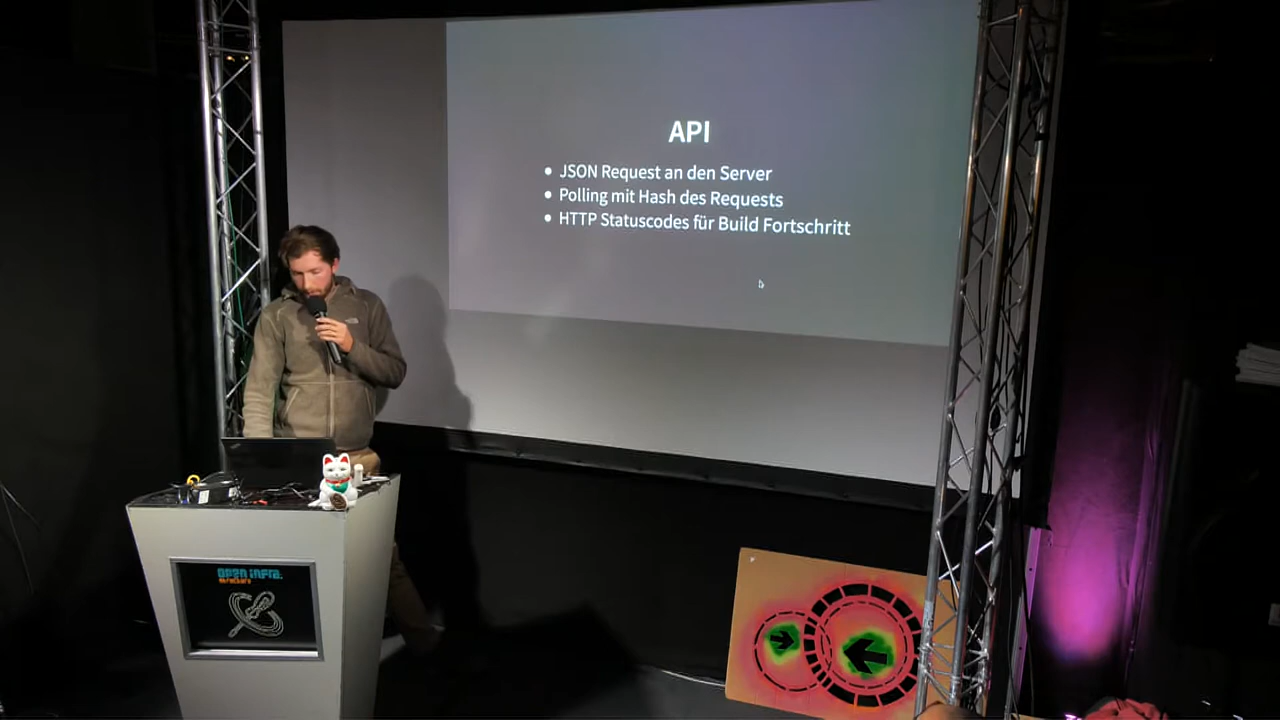 API
JSON Request an den Server
Polling mit Hash des Requests
HTTP Statuscodes für Build Fortschritt
open infra.